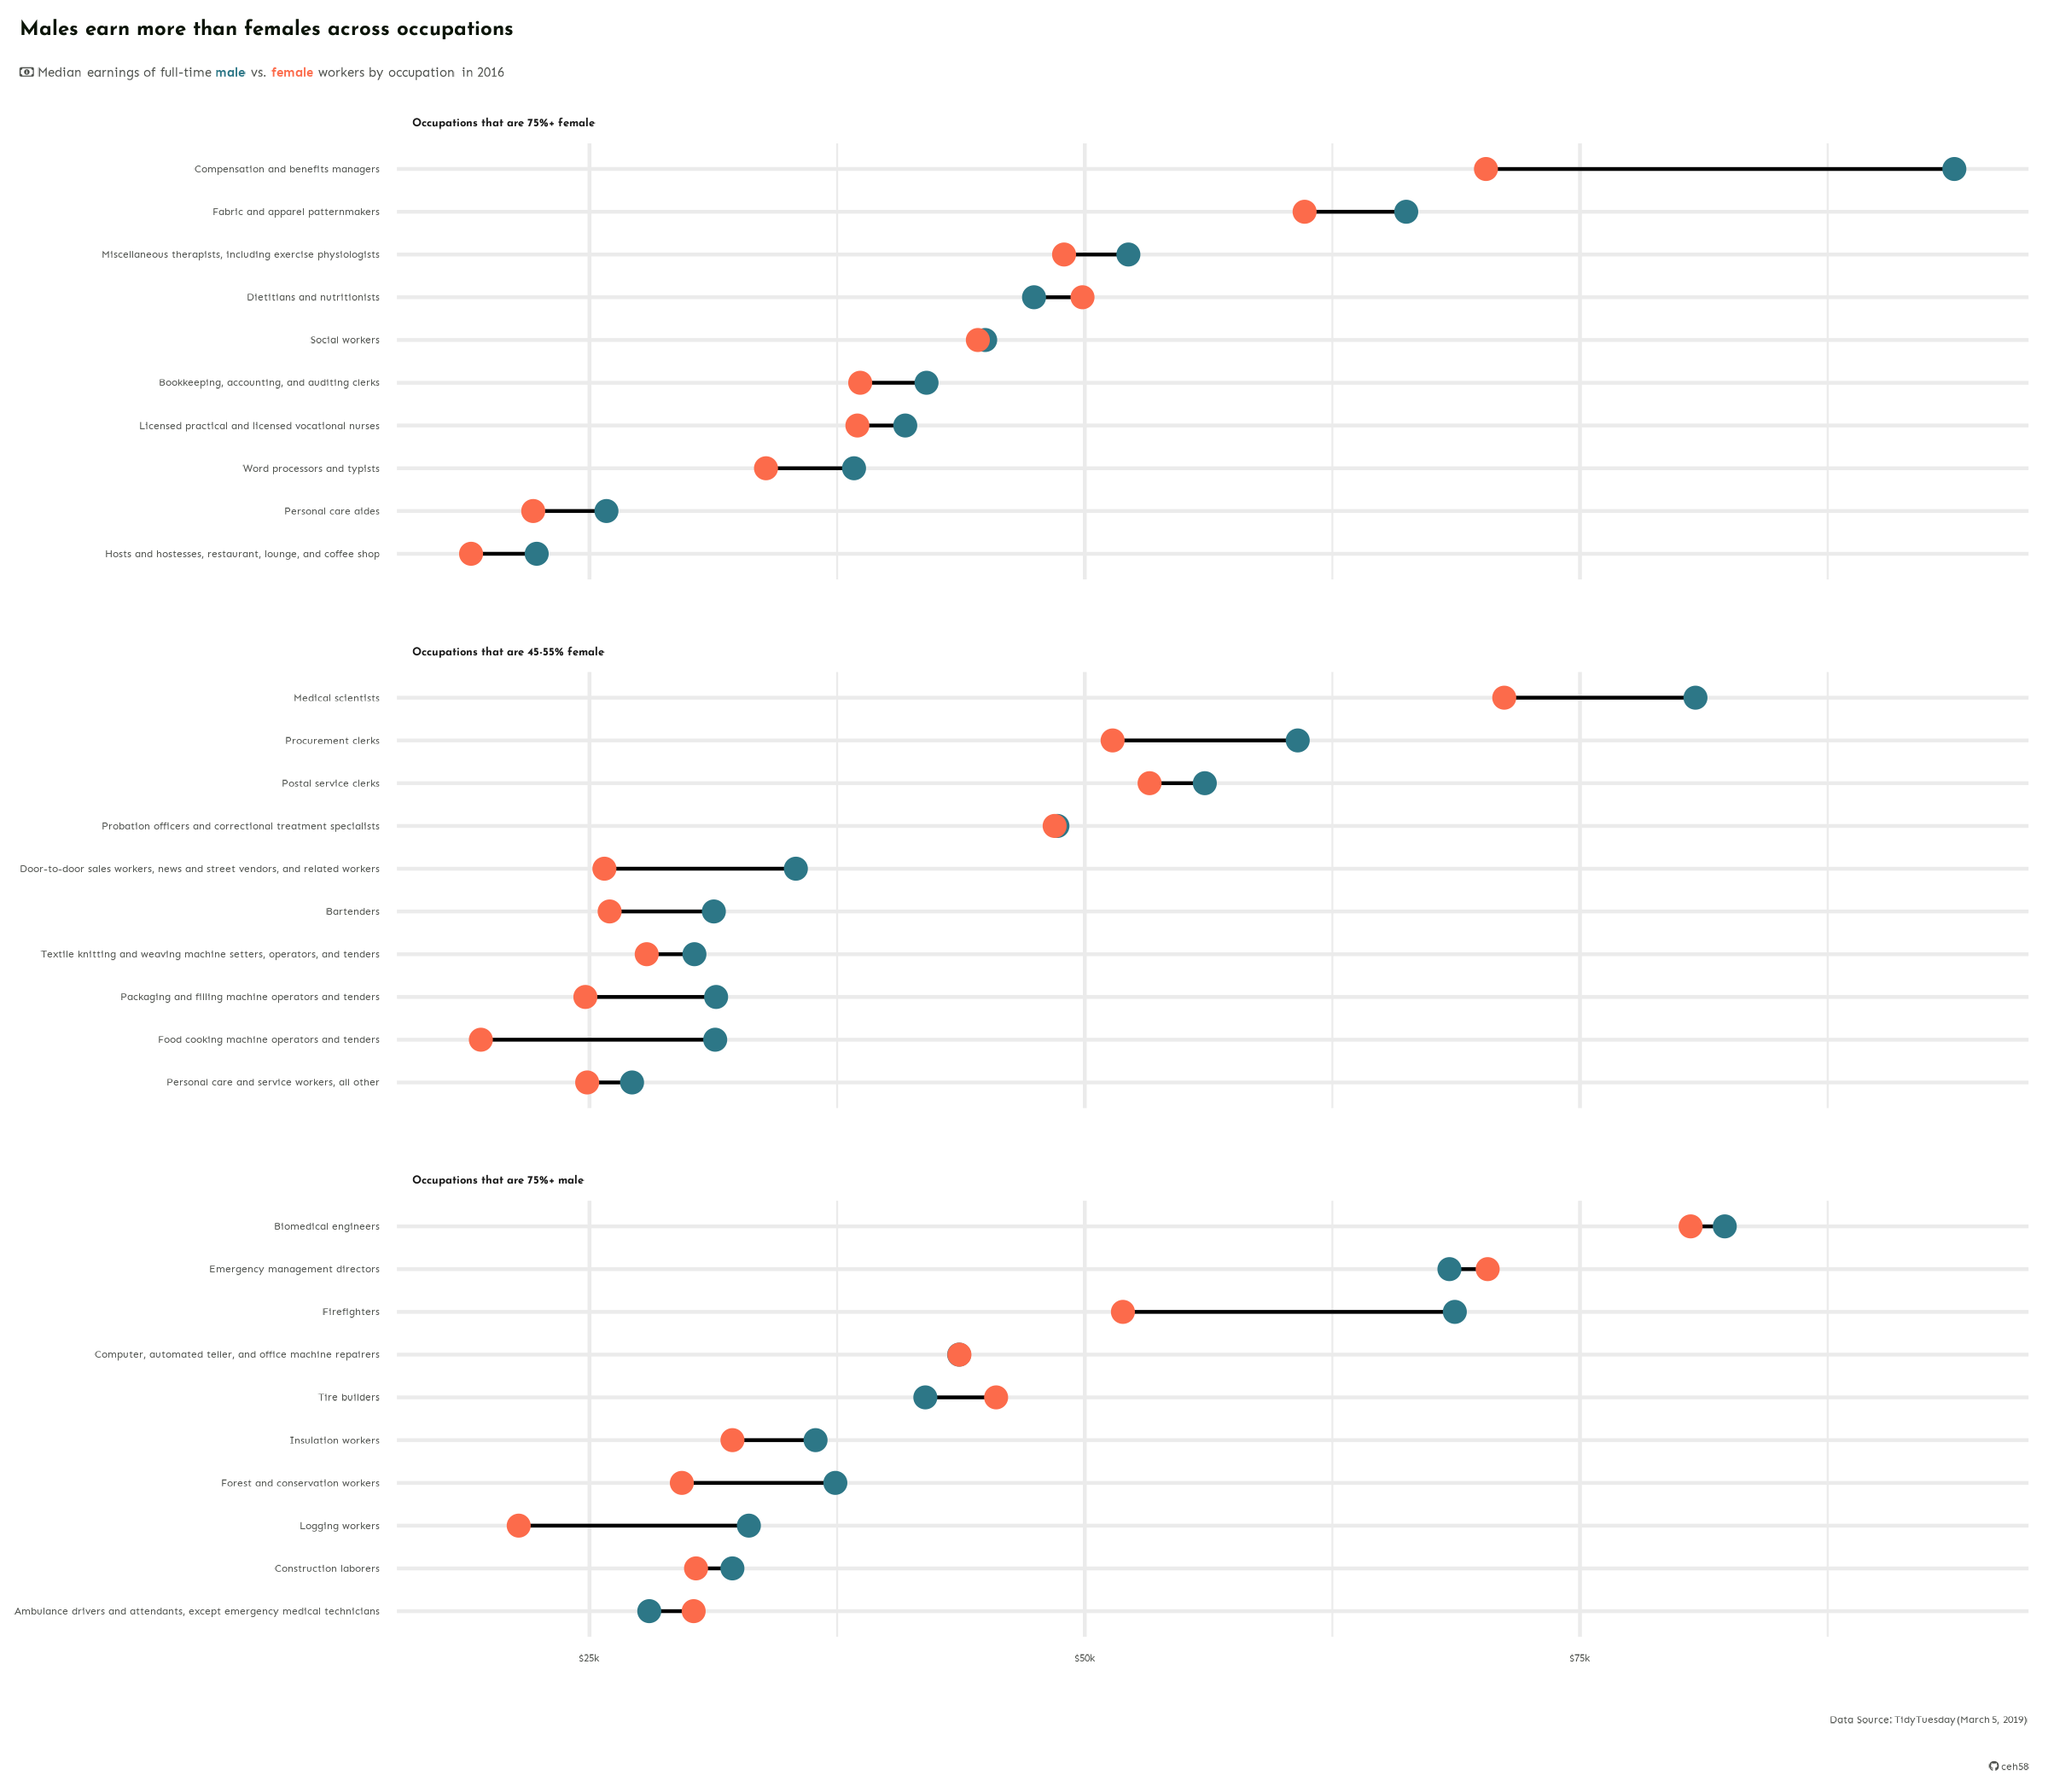 Males earn more than females across occupations
Median earnings of full-time male vs. female workers by occupation in 2016
Occupations that are 75%+ female
Compensation and benefits managers
Fabric and apparel patternmakers
Miscellaneous therapists, including exercise physiologists
Dietitians and nutritionists
Social workers
Bookkeeping, accounting, and auditing clerks
Licensed practical and licensed vocational nurses
Word processors and typists
Personal care aides
Hosts and hostesses, restaurant, lounge, and coffee shop
Occupations that are 45-55% female
Medical scientists
Procurement clerks
Postal service clerks
Probation officers and correctional treatment specialists
Door-to-door sales workers, news and street vendors, and related workers
Bartenders
Textile knitting and weaving machine setters, operators, and tenders
Packaging and filling machine operators and tenders
Food cooking machine operators and tenders
Personal care and service workers, all other
Occupations that are 75%+ male
Biomedical engineers
Emergency management directors
Firefighters
Computer, automated teller, and office machine repairers
Tire builders
Insulation workers
Forest and conservation workers
Logging workers
Construction laborers
Ambulance drivers and attendants, except emergency medical technicians
$25k $50k $75k
Data Source: TidyTuesday (March 5, 2019)
ceh58